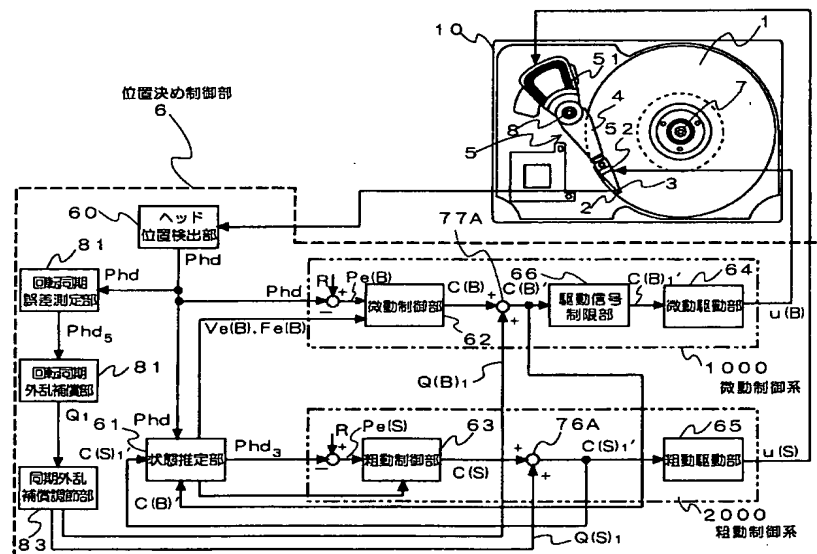 10
1
51
4
7
位置決め制御部
6
8
5
52
2
3
60
ヘッド
位置検出部
77A
81
Phd
66
64
回転同期
誤差測定部
Phd
Phd
R
+
−
Pe(B)
微動制御部
62
C(B)
+
+
C(B)'
駆動信号
制限部
C(B)₁'
微動駆動部
u(B)
Ve(B).Fe(B)
Phd₅
1000
微動制御系
Q(B)₁
81
回転同期
外乱補償部
Phd
Q₁
61
C(S)₁'
状態推定部
Phd₃
R
+
−
Pe(S)
63
粗動制御部
C(S)
76A
+
+
C(S)₁'
65
粗動駆動部
u(S)
C(B)'
同期外乱
補償調節部
83
Q(S)₁
2000
粗動制御系